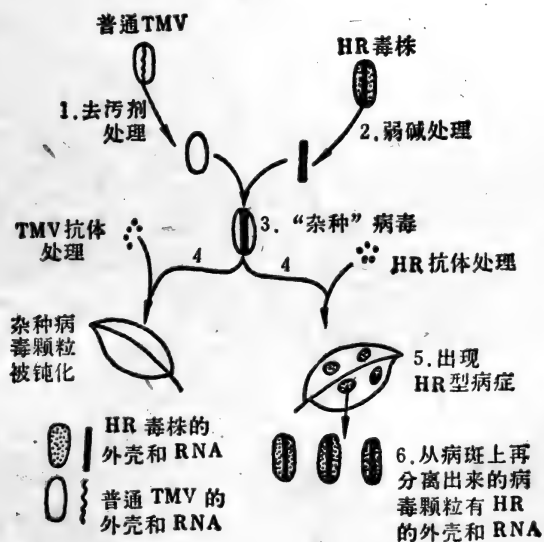 普通TMV
HR毒株
1.去污剂
处理
2.弱碱处理
3.“杂种”病毒
TMV抗体
处理
4
4
HR抗体处理
杂种病
毒颗粒
被钝化
5.出现
HR型病症
HR毒株的
外壳和RNA
普通TMV的
外壳和RNA
6.从病斑上再
分离出来的病
毒颗粒有HR
的外壳和RNA